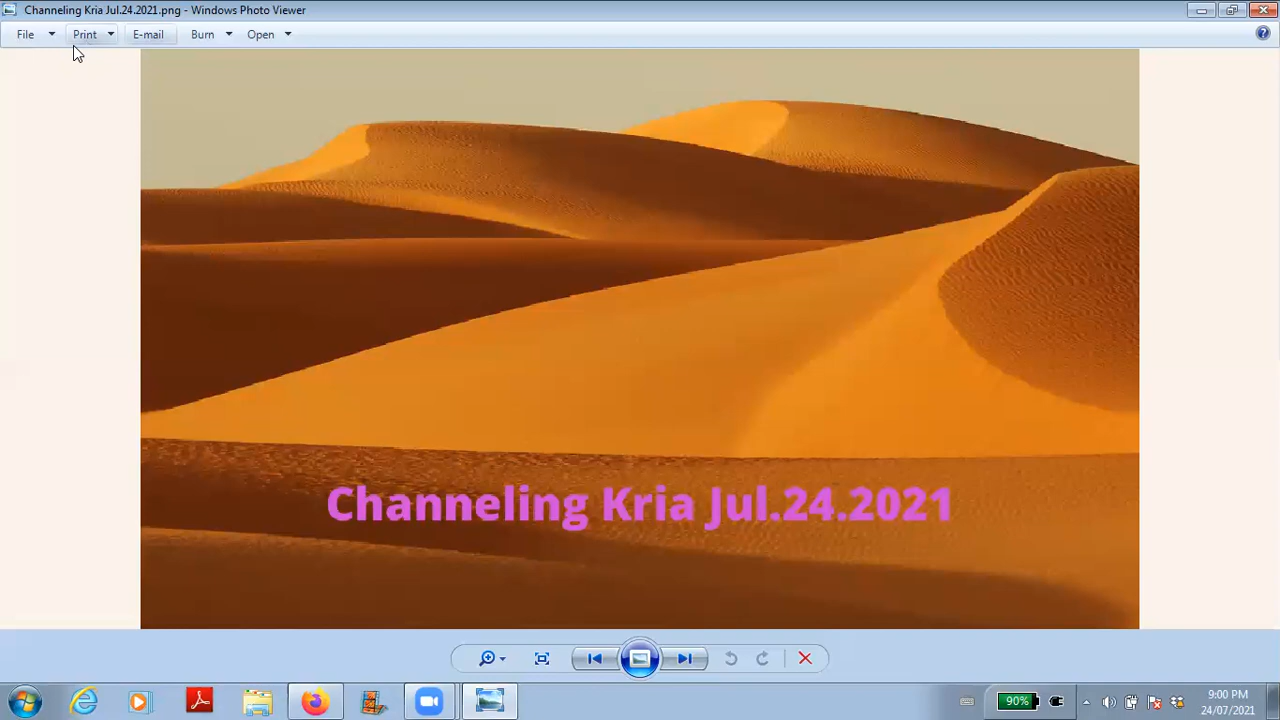 Channeling Kria Jul.24.2021.png - Windows Photo Viewer
File Print E-mail Burn Open
Channeling Kria Jul.24.2021
90%
9:00 PM
24/07/2021